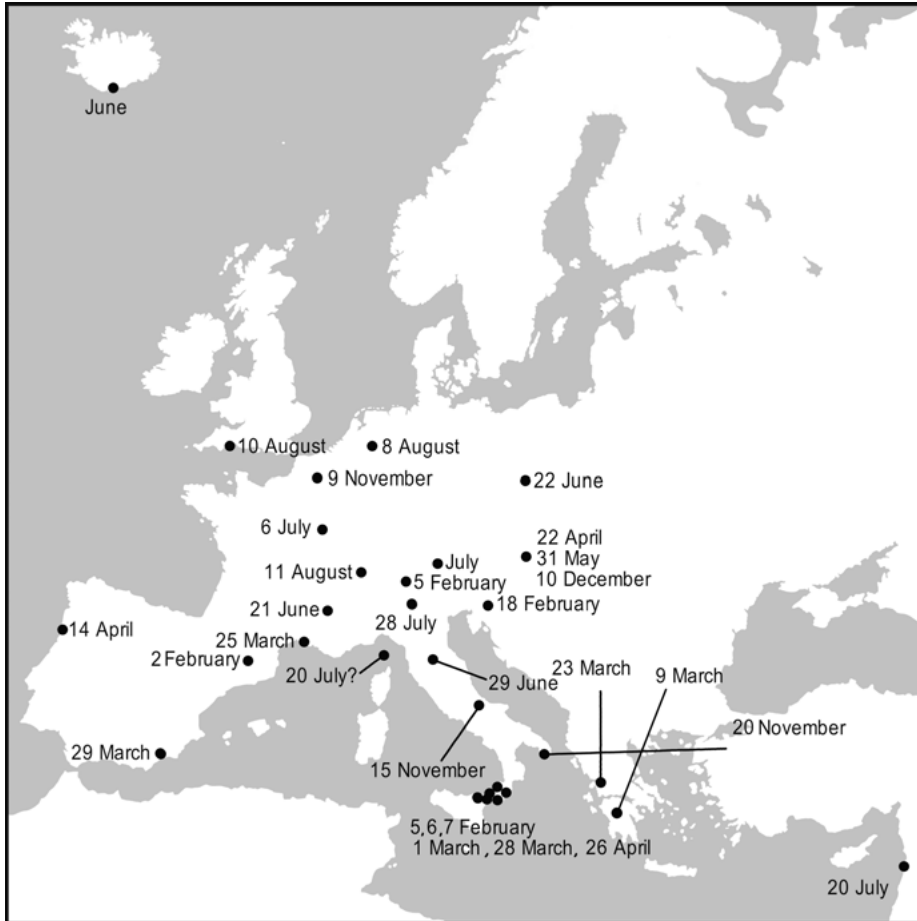 June
10 August
8 August
9 November
22 June
6 July
22 April
31 May
10 December
July
11 August
5 February
18 February
21 June
28 July
14 April
25 March
2 February
20 July?
29 June
23 March
9 March
20 November
29 March
15 November
5,6,7 February
1 March, 28 March, 26 April
20 July